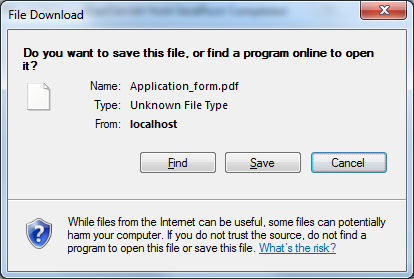 File Download
Do you want to save this file, or find a program online to open
it?
Name: Application_form.pdf
Type: Unknown File Type
From: localhost
Find Save Cancel
While files from the Internet can be useful, some files can potentially
harm your computer. If you do not trust the source, do not find a
program to open this file or save this file. What's the risk?